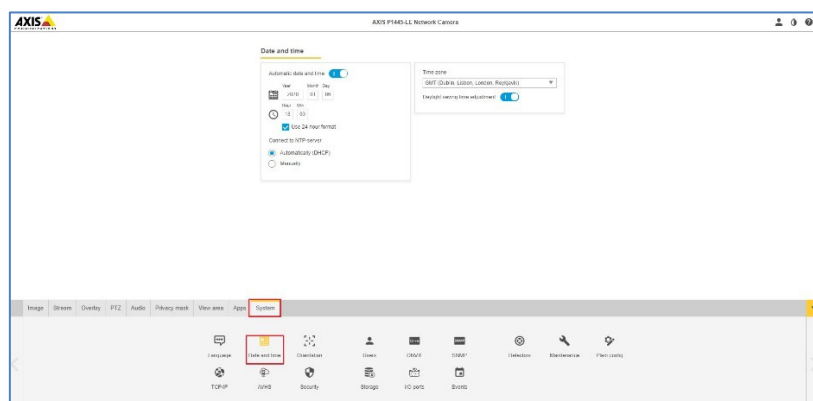 AXIS
COMMUNICATIONS
AXIS P1445-LE Network Camera
Date and time
Automatic date and time
Year Month Day
2020 01 06
Hour Min
13 03
Use 24-hour format
Connect to NTP-server
Automatically (DHCP)
Manually
Time zone
GMT (Dublin, Lisbon, London, Reykjavik)
Daylight saving time adjustment
Image Stream Overlay PTZ Audio Privacy mask View area Apps System
Language Date and time Orientation Users ONVIF SNMP Detectors Maintenance Plain config
TCP/IP AVHS Security Storage I/O ports Events